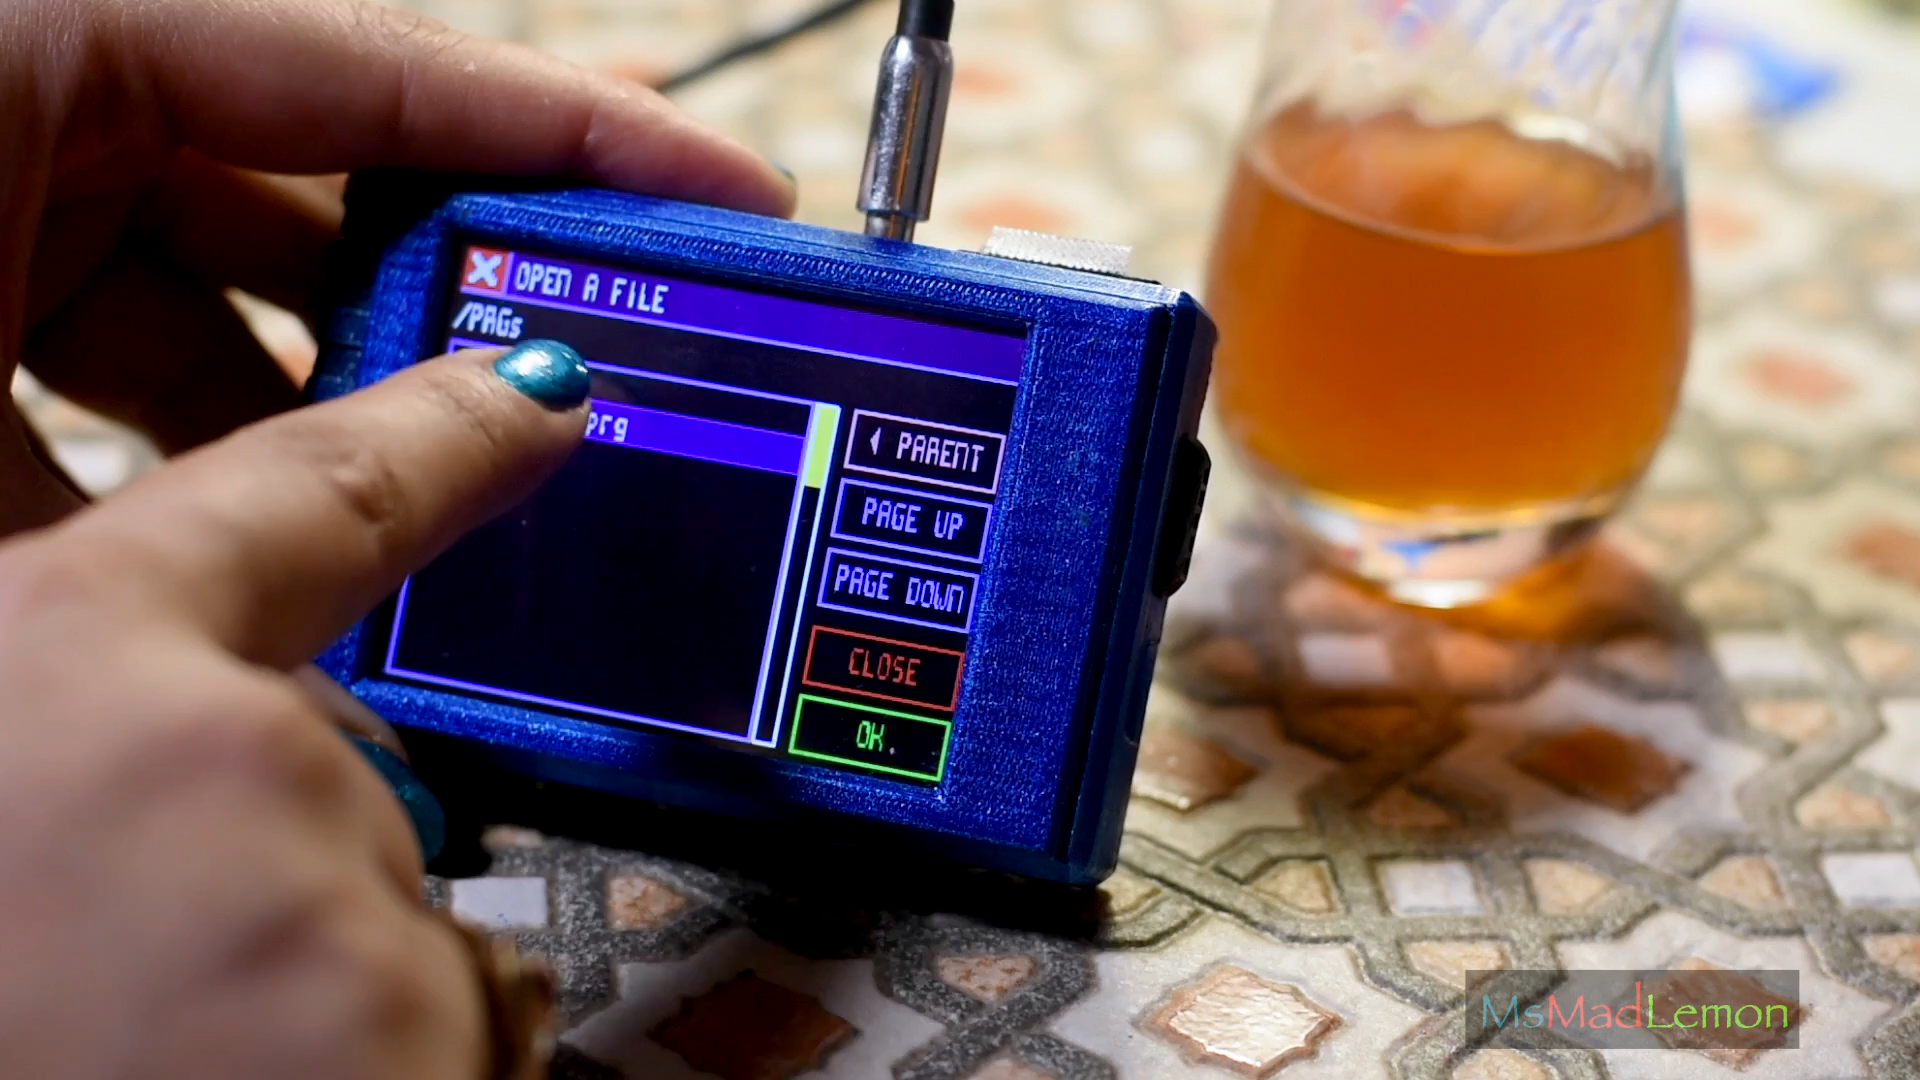 OPEN A FILE
/PRGs
prg
PARENT
PAGE UP
PAGE DOWN
CLOSE
OK.
MsMadLemon